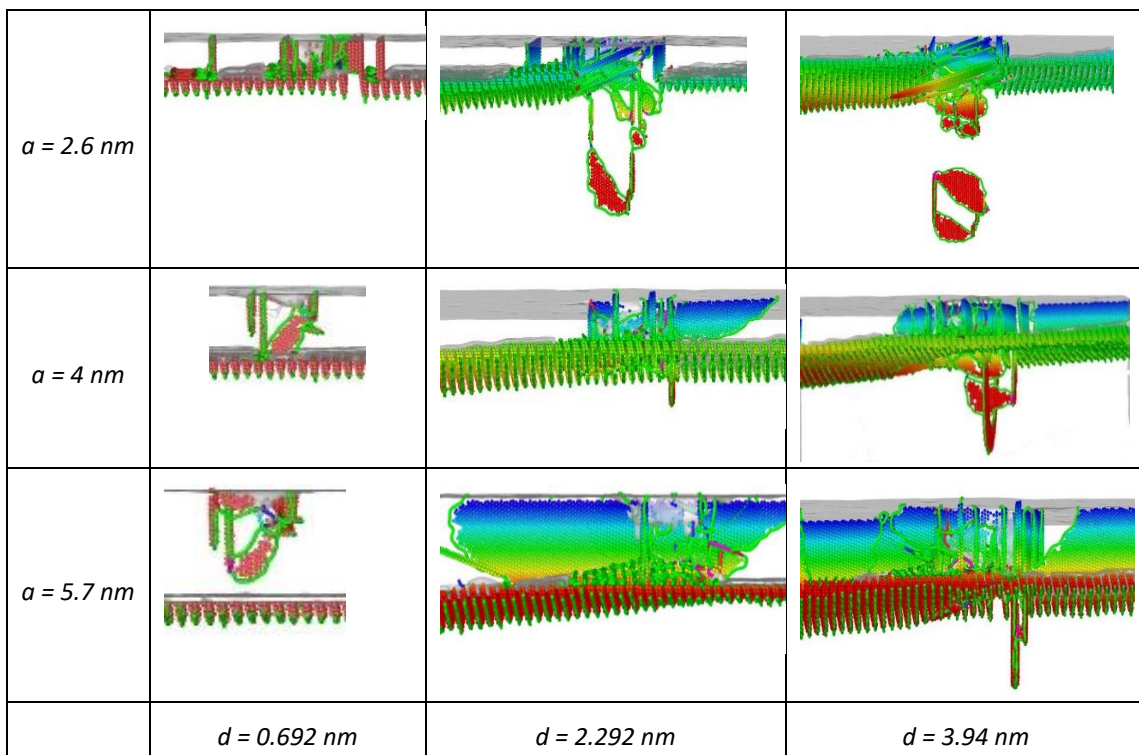 a = 2.6 nm
a = 4 nm
a = 5.7 nm
d = 0.692 nm d = 2.292 nm d = 3.94 nm